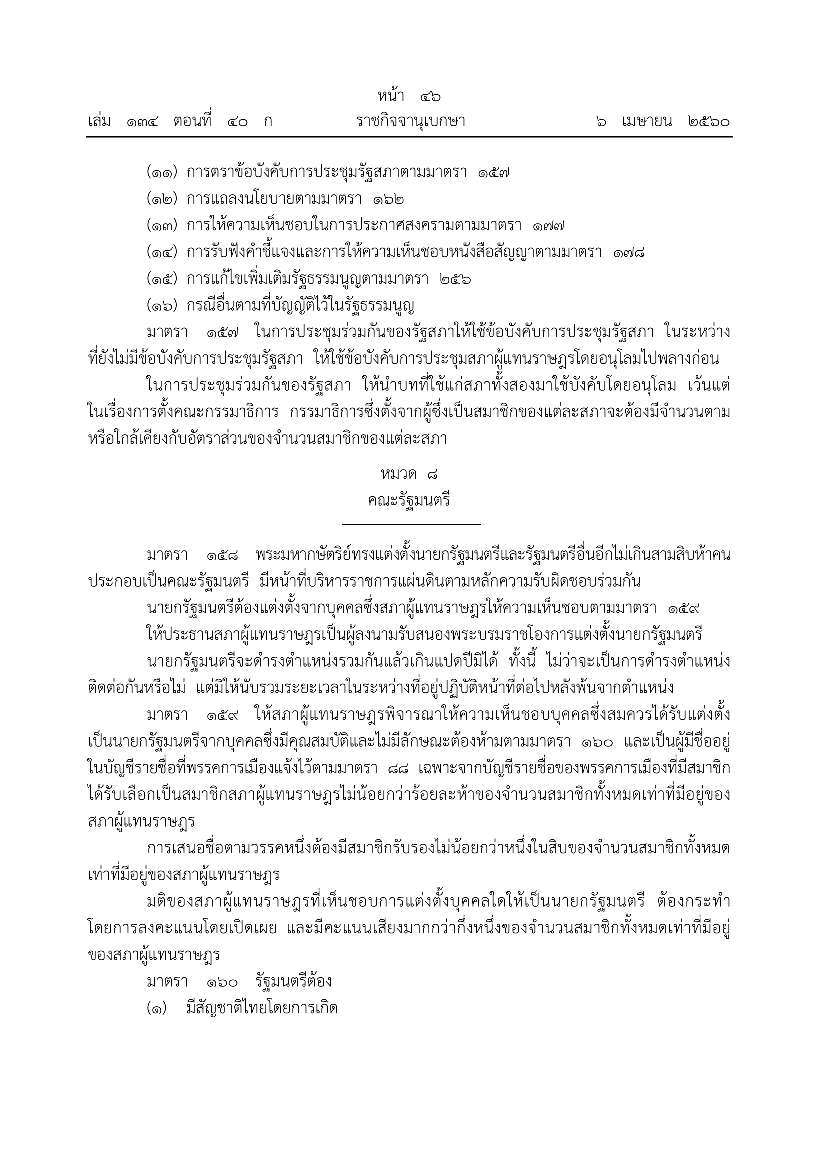 หน้า ๔๖
เล่ม ๑๓๔ ตอนที่ ๔๐ ก ราชกิจจานุเบกษา ๖ เมษายน ๒๕๖๐
(๑๑) การตราข้อบังคับการประชุมรัฐสภาตามมาตรา ๑๕๗
(๑๒) การแถลงนโยบายตามมาตรา ๑๖๒
(๑๓) การให้ความเห็นชอบในการประกาศสงครามตามมาตรา ๑๗๗
(๑๔) การรับฟังคำชี้แจงและการให้ความเห็นชอบหนังสือสัญญาตามมาตรา ๑๗๘
(๑๕) การแก้ไขเพิ่มเติมรัฐธรรมนูญตามมาตรา ๒๕๖
(๑๖) กรณีอื่นตามที่บัญญัติไว้ในรัฐธรรมนูญ
มาตรา ๑๕๗ ในการประชุมร่วมกันของรัฐสภาให้ใช้ข้อบังคับการประชุมรัฐสภา ในระหว่าง
ที่ยังไม่มีข้อบังคับการประชุมรัฐสภา ให้ใช้ข้อบังคับการประชุมสภาผู้แทนราษฎรโดยอนุโลมไปพลางก่อน
ในการประชุมร่วมกันของรัฐสภา ให้นำบทที่ใช้แก่สภาทั้งสองมาใช้บังคับโดยอนุโลม เว้นแต่
ในเรื่องการตั้งคณะกรรมาธิการ กรรมาธิการซึ่งตั้งจากผู้ซึ่งเป็นสมาชิกของแต่ละสภาจะต้องมีจำนวนตาม
หรือใกล้เคียงกับอัตราส่วนของจำนวนสมาชิกของแต่ละสภา
หมวด ๘
คณะรัฐมนตรี
มาตรา ๑๕๘ พระมหากษัตริย์ทรงแต่งตั้งนายกรัฐมนตรีและรัฐมนตรีอื่นอีกไม่เกินสามสิบห้าคน
ประกอบเป็นคณะรัฐมนตรี มีหน้าที่บริหารราชการแผ่นดินตามหลักความรับผิดชอบร่วมกัน
นายกรัฐมนตรีต้องแต่งตั้งจากบุคคลซึ่งสภาผู้แทนราษฎรให้ความเห็นชอบตามมาตรา ๑๕๙
ให้ประธานสภาผู้แทนราษฎรเป็นผู้ลงนามรับสนองพระบรมราชโองการแต่งตั้งนายกรัฐมนตรี
นายกรัฐมนตรีจะดำรงตำแหน่งรวมกันแล้วเกินแปดปีมิได้ ทั้งนี้ ไม่ว่าจะเป็นการดำรงตำแหน่ง
ติดต่อกันหรือไม่ แต่มิให้นับรวมระยะเวลาในระหว่างที่อยู่ปฏิบัติหน้าที่ต่อไปหลังพ้นจากตำแหน่ง
มาตรา ๑๕๙ ให้สภาผู้แทนราษฎรพิจารณาให้ความเห็นชอบบุคคลซึ่งสมควรได้รับแต่งตั้ง
เป็นนายกรัฐมนตรีจากบุคคลซึ่งมีคุณสมบัติและไม่มีลักษณะต้องห้ามตามมาตรา ๑๖๐ และเป็นผู้มีชื่ออยู่
ในบัญชีรายชื่อที่พรรคการเมืองแจ้งไว้ตามมาตรา ๘๘ เฉพาะจากบัญชีรายชื่อของพรรคการเมืองที่มีสมาชิก
ได้รับเลือกเป็นสมาชิกสภาผู้แทนราษฎรไม่น้อยกว่าร้อยละห้าของจำนวนสมาชิกทั้งหมดเท่าที่มีอยู่ของ
สภาผู้แทนราษฎร
การเสนอชื่อตามวรรคหนึ่งต้องมีสมาชิกรับรองไม่น้อยกว่าหนึ่งในสิบของจำนวนสมาชิกทั้งหมด
เท่าที่มีอยู่ของสภาผู้แทนราษฎร
มติของสภาผู้แทนราษฎรที่เห็นชอบการแต่งตั้งบุคคลใดให้เป็นนายกรัฐมนตรี ต้องกระทำ
โดยการลงคะแนนโดยเปิดเผย และมีคะแนนเสียงมากกว่ากึ่งหนึ่งของจำนวนสมาชิกทั้งหมดเท่าที่มีอยู่
ของสภาผู้แทนราษฎร
มาตรา ๑๖๐ รัฐมนตรีต้อง
(๑) มีสัญชาติไทยโดยการเกิด